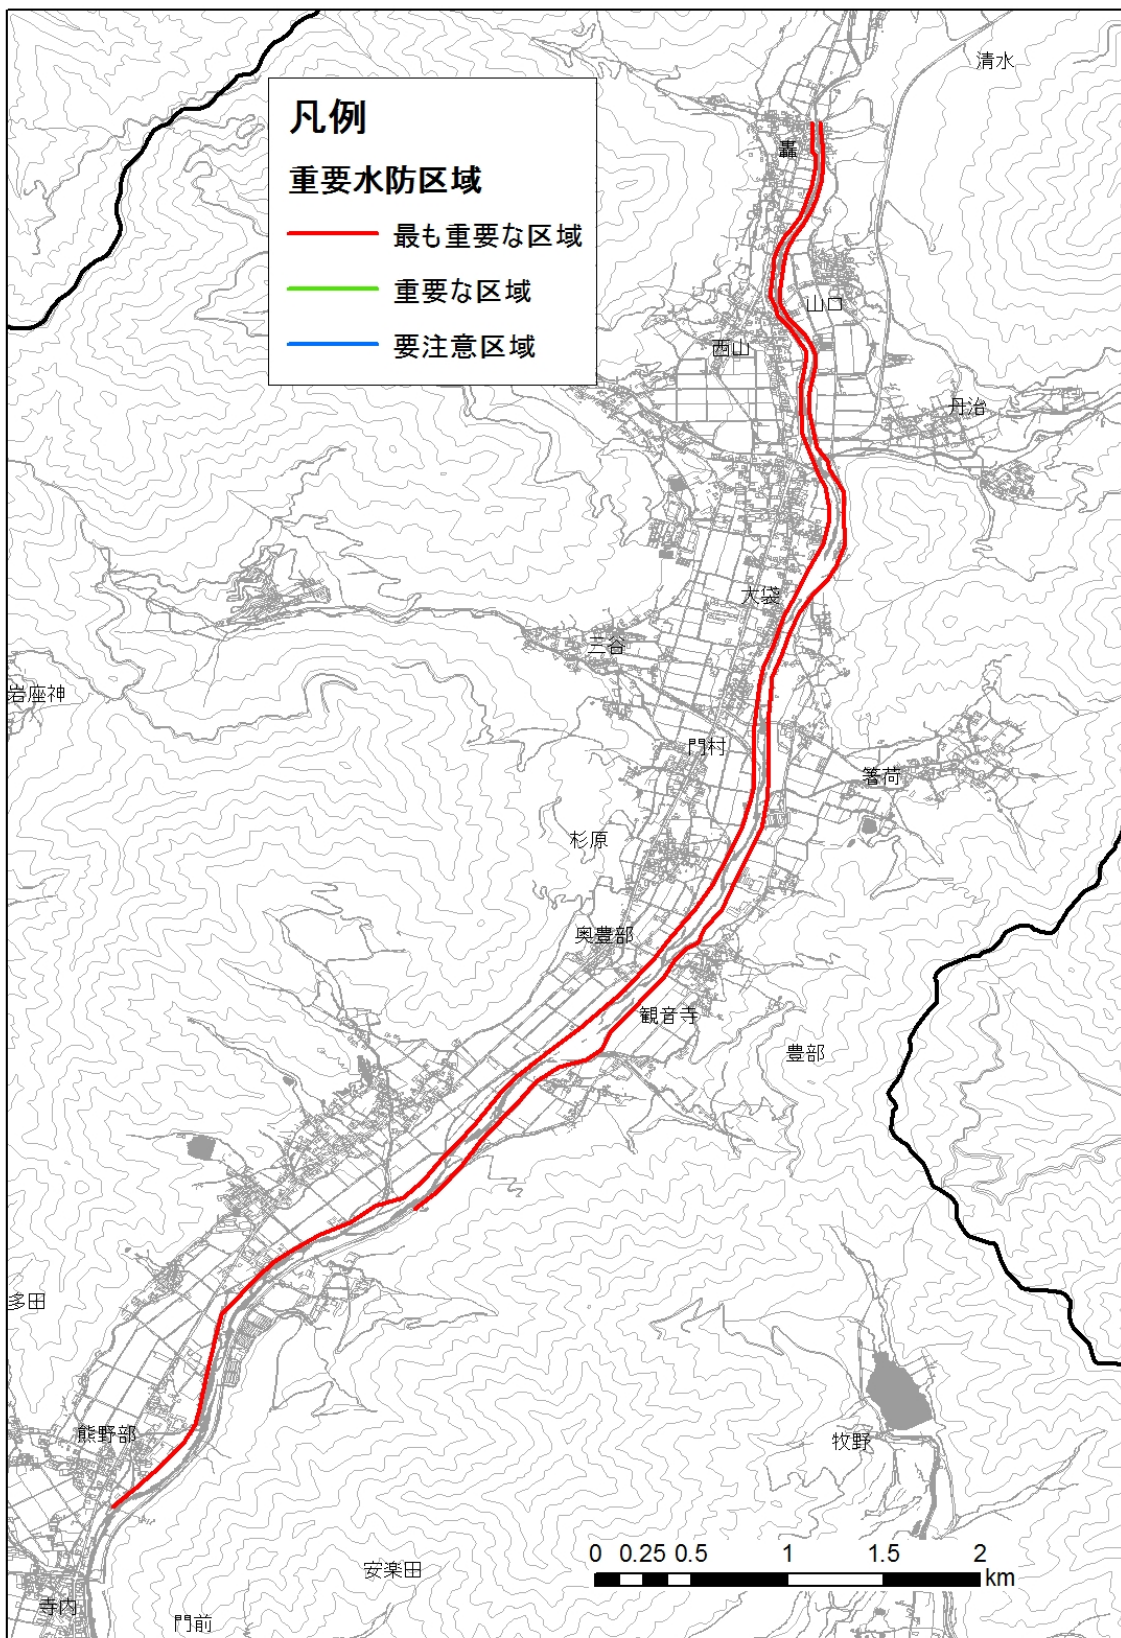 凡例
重要水防区域
最も重要な区域
重要な区域
要注意区域
清水
轟
山口
西山
丹治
大袋
三谷
岩座神
門村
箸荷
杉原
奥豊部
観音寺
豊部
多田
熊野部
牧野
安楽田
寺内
門前
0 0.25 0.5 1 1.5 2
km